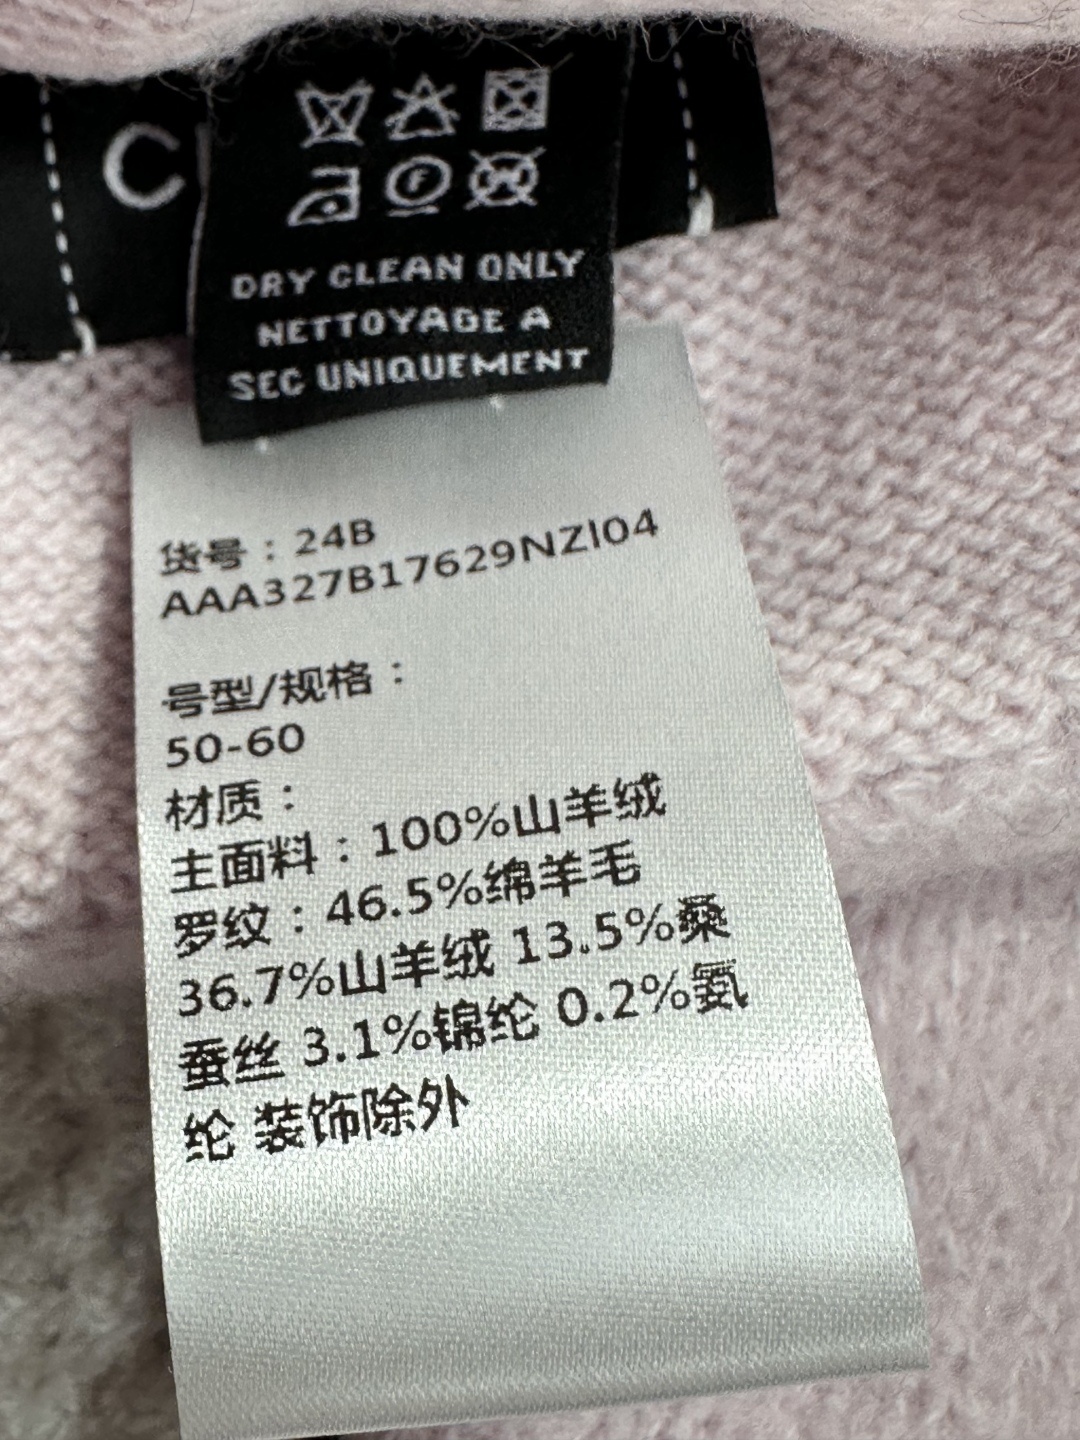 C
DRY CLEAN ONLY
NETTOYAGE A
SEC UNIQUEMENT
货号：24B
AAA327B17629NZI04
号型/规格：
50-60
材质：
主面料：100%山羊绒
罗纹：46.5%绵羊毛
36.7%山羊绒 13.5%桑
蚕丝 3.1%锦纶 0.2%氨
纶 装饰除外